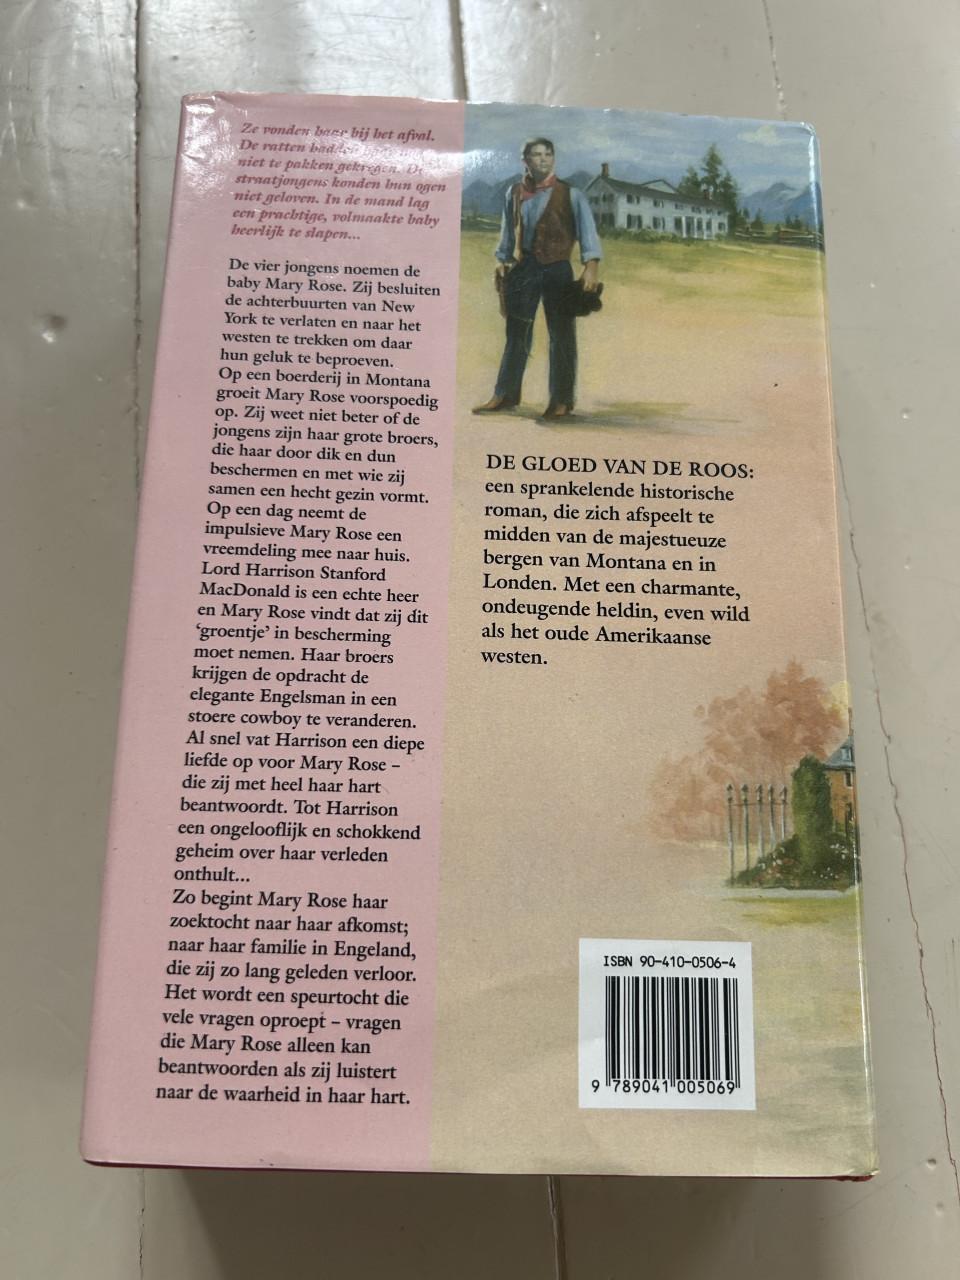 Ze vonden haar bij het afval.
De ratten hadden
niet te pakken gekregen. De
straatjongens konden hun ogen
niet geloven. In de mand lag
een prachtige, volmaakte baby
heerlijk te slapen...
De vier jongens noemen de
baby Mary Rose. Zij besluiten
de achterbuurten van New
York te verlaten en naar het
westen te trekken om daar
hun geluk te beproeven.
Op een boerderij in Montana
groeit Mary Rose voorspoedig
op. Zij weet niet beter of de
jongens zijn haar grote broers,
die haar door dik en dun
beschermen en met wie zij
samen een hecht gezin vormt.
Op een dag neemt de
impulsieve Mary Rose een
vreemdeling mee naar huis.
Lord Harrison Stanford
MacDonald is een echte heer
en Mary Rose vindt dat zij dit
‘groentje’ in bescherming
moet nemen. Haar broers
krijgen de opdracht de
elegante Engelsman in een
stoere cowboy te veranderen.
Al snel vat Harrison een diepe
liefde op voor Mary Rose –
die zij met heel haar hart
beantwoordt. Tot Harrison
een ongelooflijk en schokkend
geheim over haar verleden
onthult...
Zo begint Mary Rose haar
zoektocht naar haar afkomst;
naar haar familie in Engeland,
die zij zo lang geleden verloor.
Het wordt een speurtocht die
vele vragen oproept – vragen
die Mary Rose alleen kan
beantwoorden als zij luistert
naar de waarheid in haar hart.
DE GLOED VAN DE ROOS:
een sprankelende historische
roman, die zich afspeelt te
midden van de majestueuze
bergen van Montana en in
Londen. Met een charmante,
ondeugende heldin, even wild
als het oude Amerikaanse
westen.
ISBN 90-410-0506-4
9 789041 005069